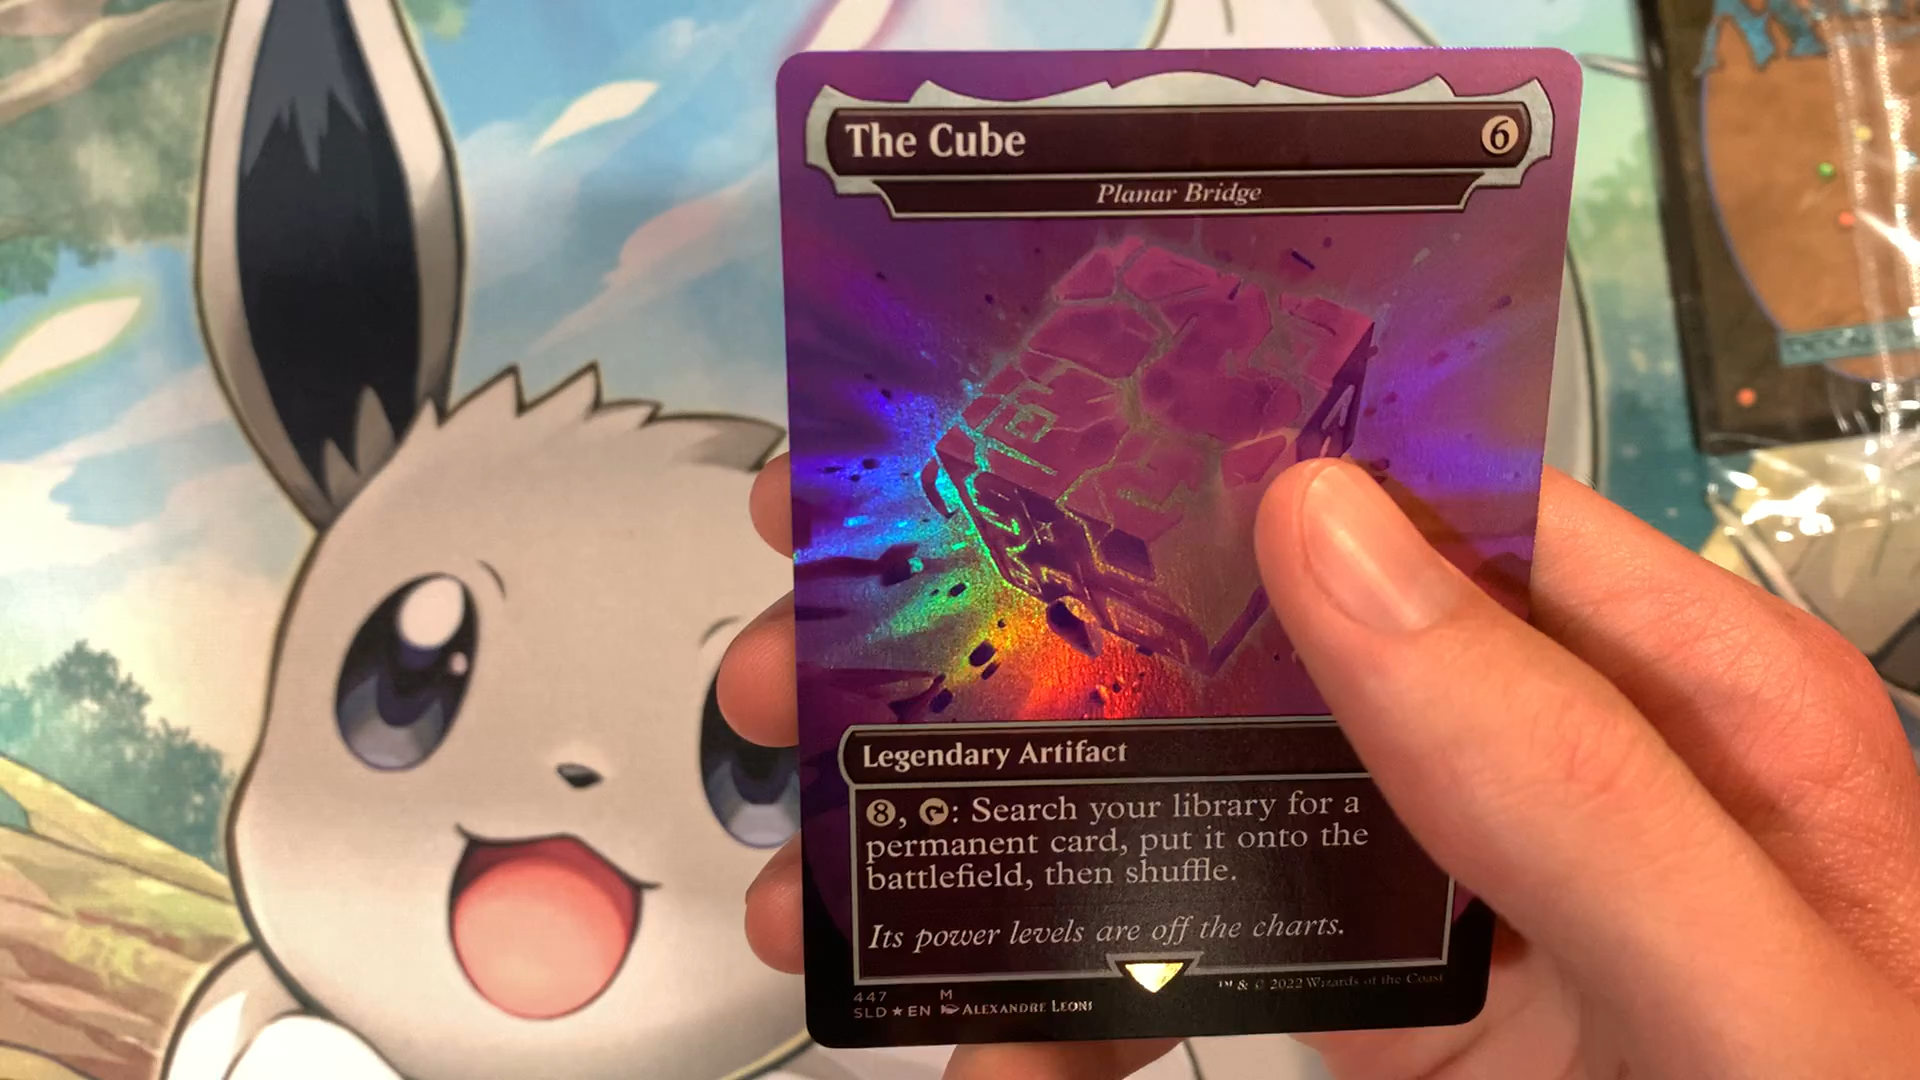 The Cube 6
Planar Bridge
Legendary Artifact
8, : Search your library for a
permanent card, put it onto the
battlefield, then shuffle.
Its power levels are off the charts.
447 M
SLD ★ EN ALEXANDRE LEONI
™ & © 2022 Wizards of the Coast